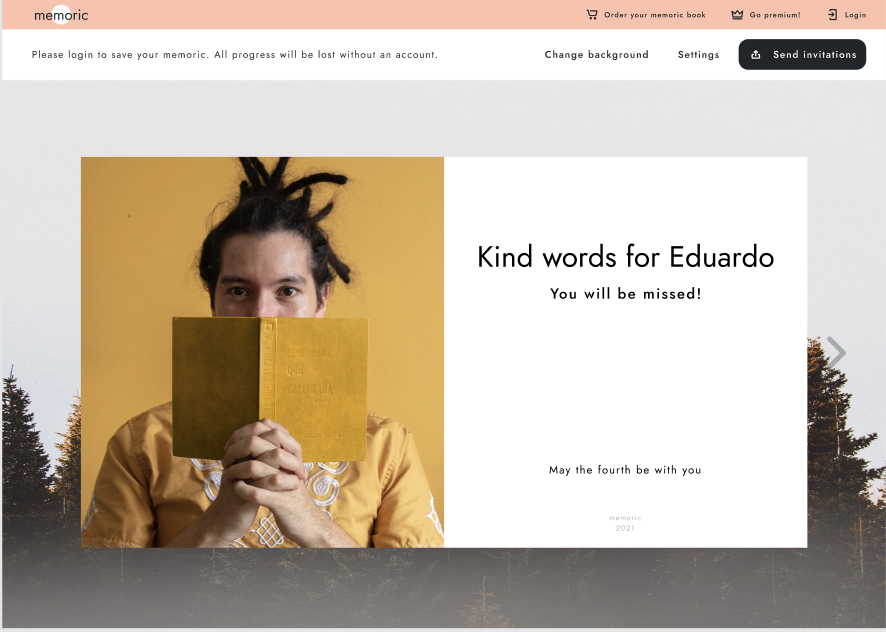 memoric
Order your memoric book
Go premium!
Login
Please login to save your memoric. All progress will be lost without an account.
Change background
Settings
Send invitations
Kind words for Eduardo
You will be missed!
POR
CALCULADA
May the fourth be with you
memoric
2021